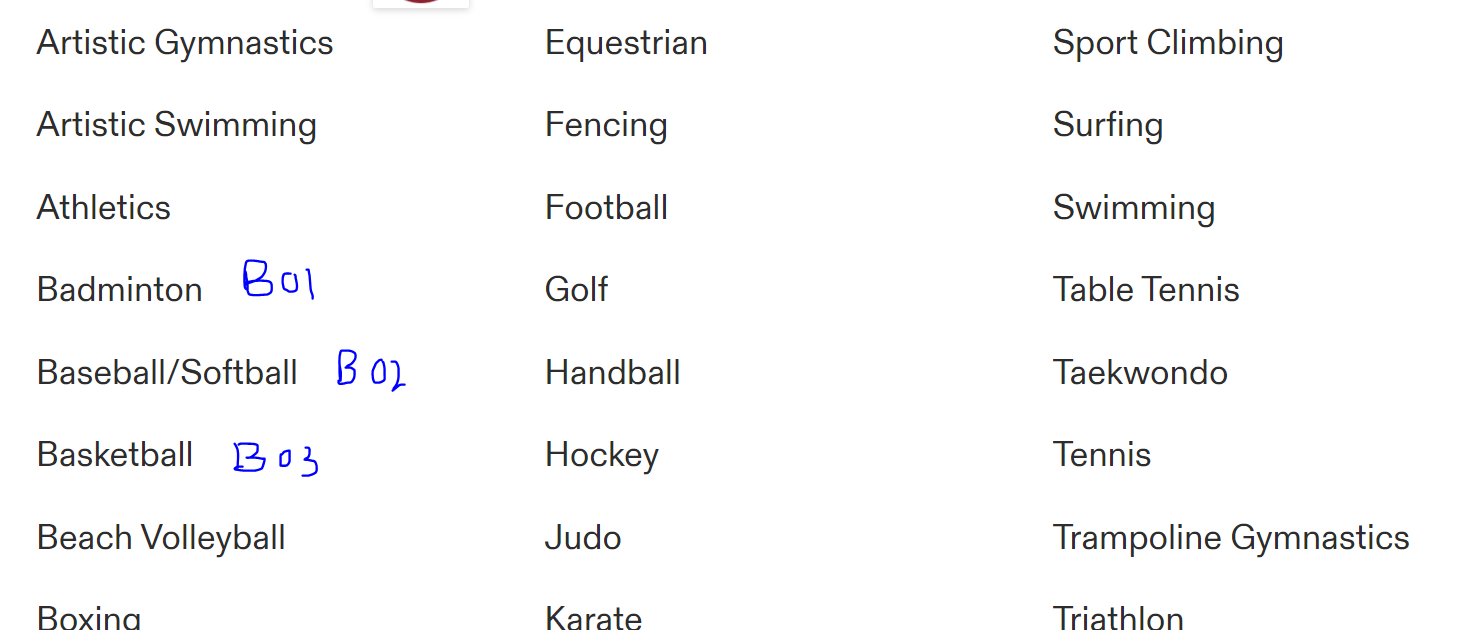 Artistic Gymnastics
Artistic Swimming
Athletics
Badminton B01
Baseball/Softball B02
Basketball B03
Beach Volleyball
Boxing
Equestrian
Fencing
Football
Golf
Handball
Hockey
Judo
Karate
Sport Climbing
Surfing
Swimming
Table Tennis
Taekwondo
Tennis
Trampoline Gymnastics
Triathlon